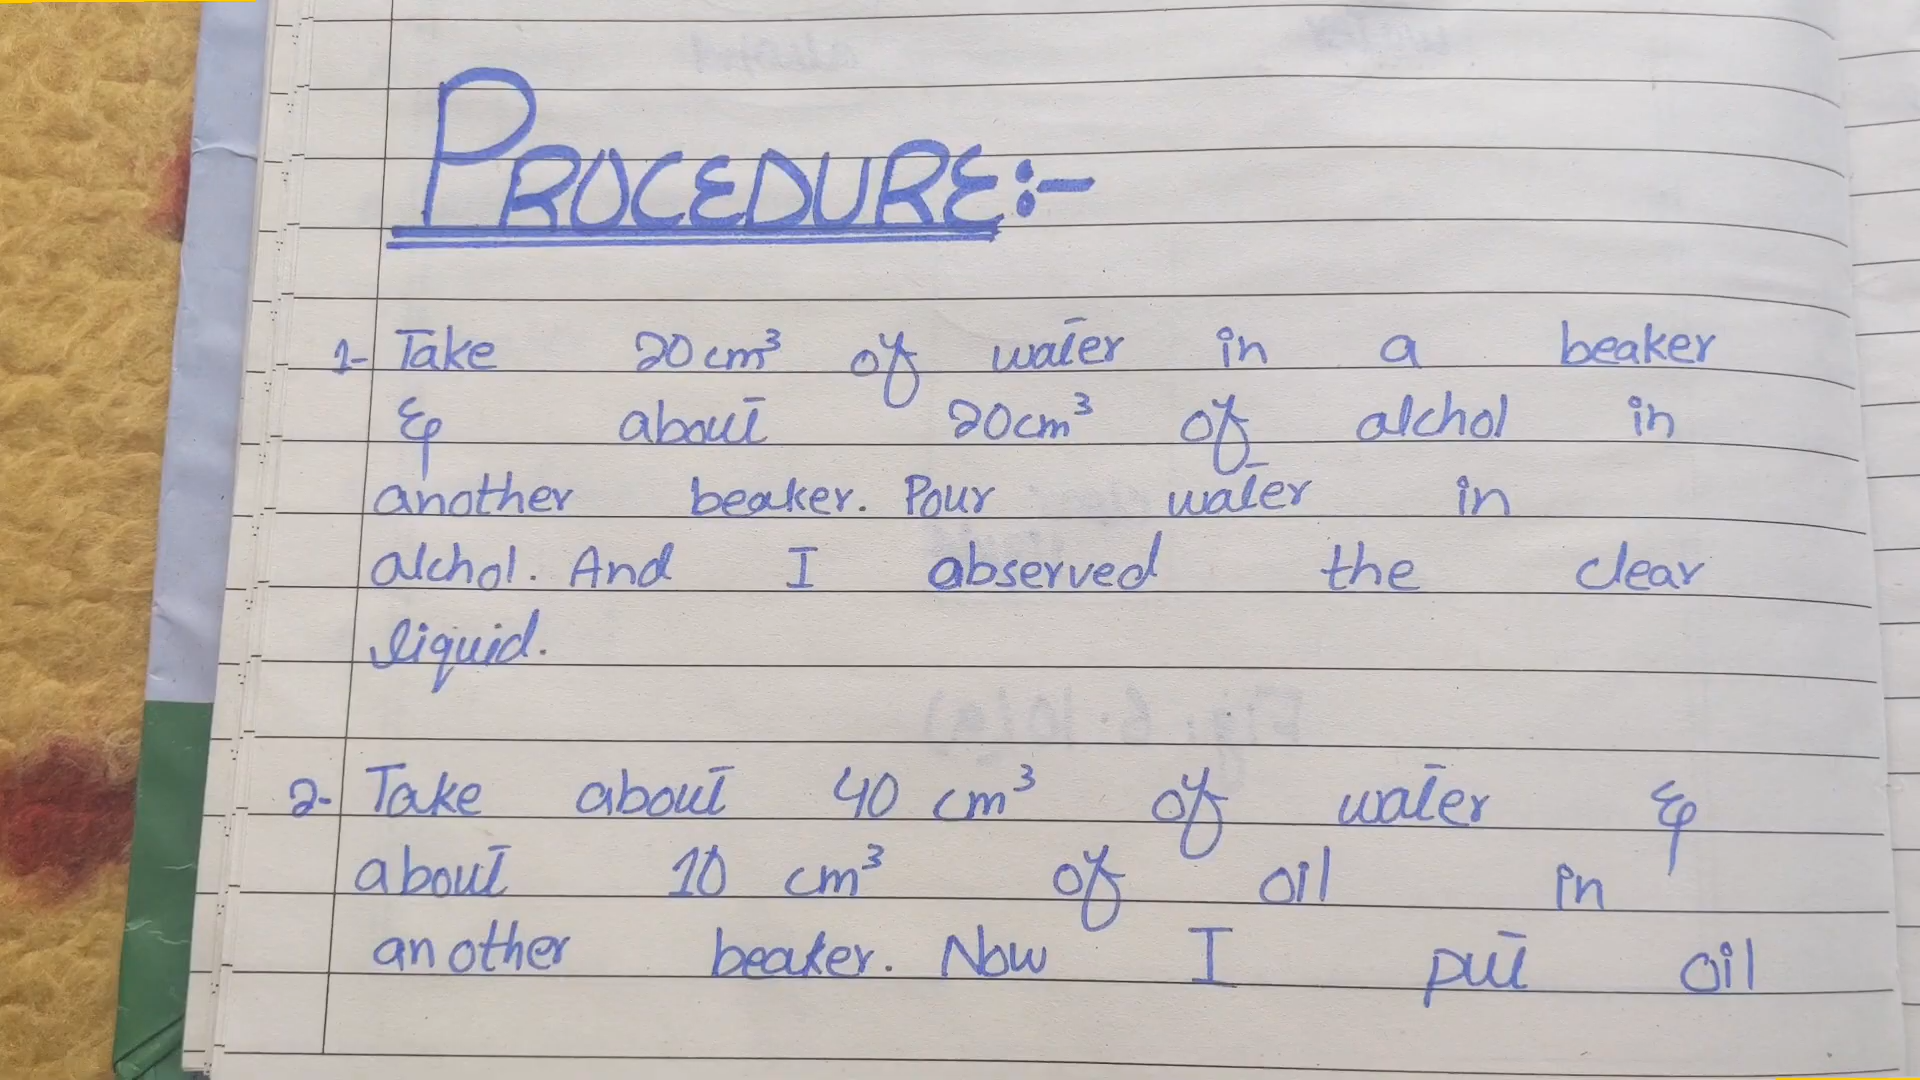 PROCEDURE:-
1- Take 20cm³ of water in a beaker
& about 20cm³ of alchol in
another beaker. Pour water in
alchol. And I observed the clear
liquid.
2- Take about 40 cm³ of water &
about 10 cm³ of oil in
another beaker. Now I put oil